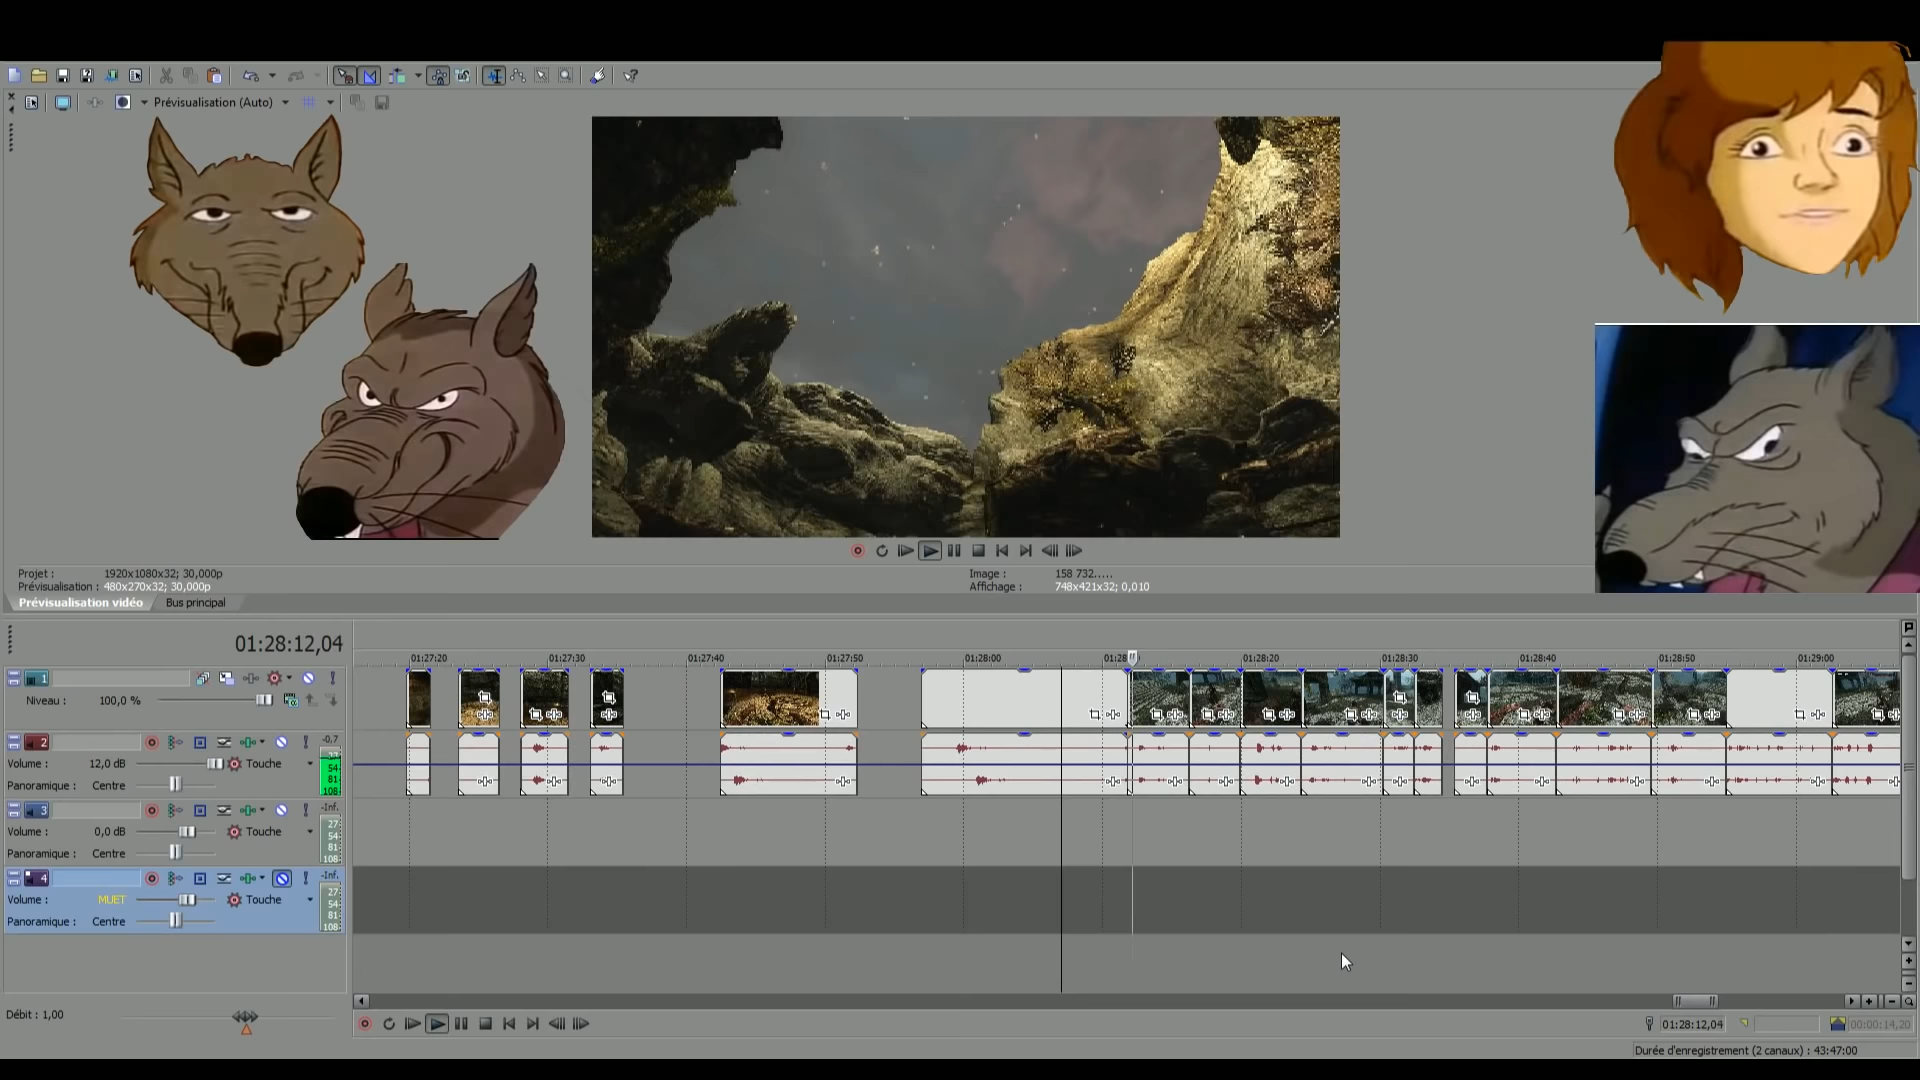 Prévisualisation (Auto)
Projet : 1920x1080x32; 30,000p
Prévisualisation : 480x270x32; 30,000p
Image : 158 732.....
Affichage : 748x421x32; 0,010
Prévisualisation vidéo Bus principal
01:28:12,04
01:27:20 01:27:30 01:27:40 01:27:50 01:28:00 01:28 01:28:20 01:28:30 01:28:40 01:28:50 01:29:00
1
Niveau : 100,0 %
2 -0,7
Volume : 12,0 dB Touche
54
81
Panoramique : Centre
108
3 -Inf.
27
Volume : 0,0 dB Touche
54
81
Panoramique : Centre
108
4 -Inf.
27
Volume : MUET Touche
54
81
Panoramique : Centre
108
Débit : 1,00
01:28:12,04 00:00:14,20
Durée d'enregistrement (2 canaux) : 43:47:00